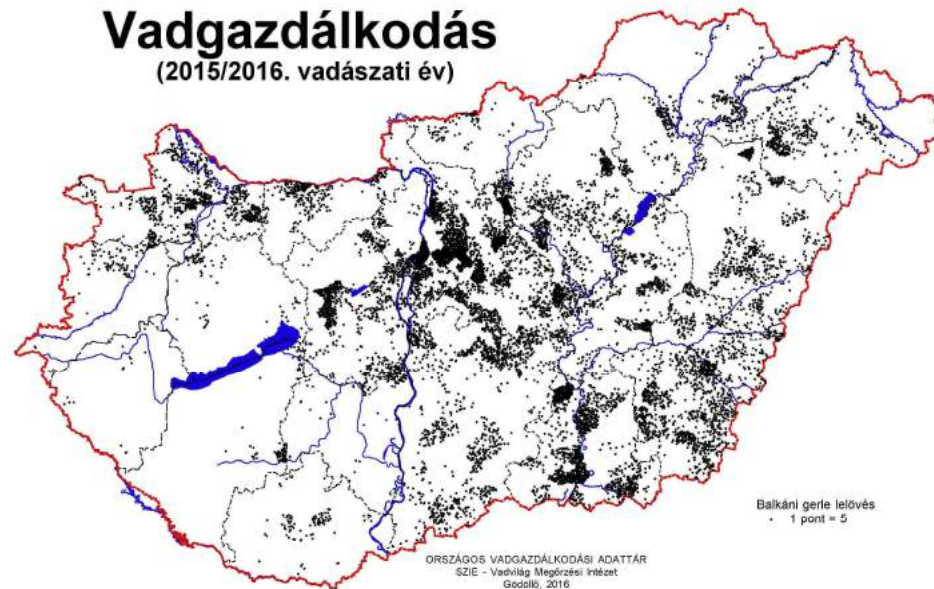 Vadgazdálkodás
(2015/2016. vadászati év)
Balkáni gerle lelövés
1 pont = 5
ORSZÁGOS VADGAZDÁLKODÁSI ADATTÁR
SZIE - Vadvilág Megőrzési Intézet
Gödöllő, 2016